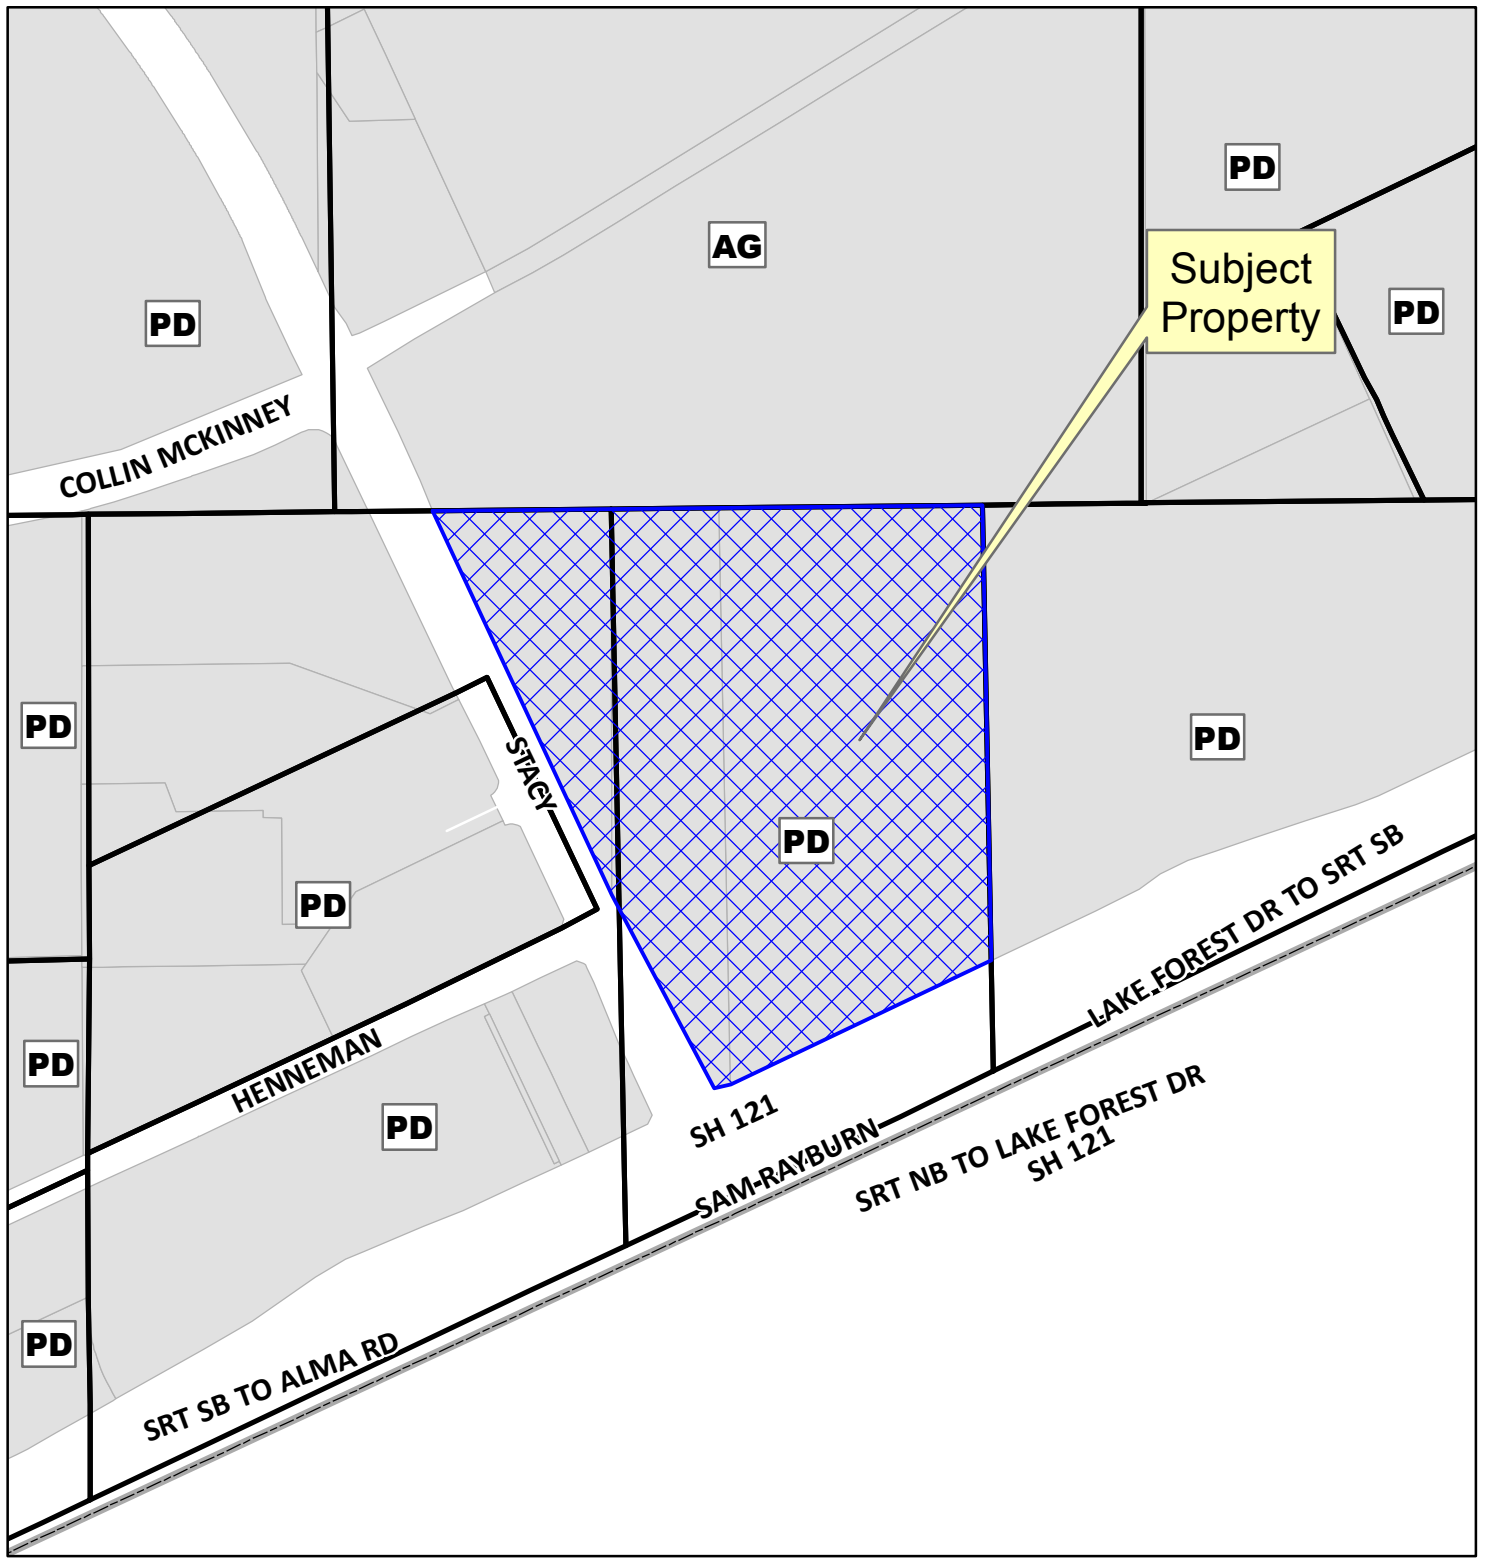 PD
AG
Subject
Property
PD
PD
COLLIN MCKINNEY
PD
STACY
PD
PD
PD
LAKE FOREST DR TO SRT SB
PD
HENNEMAN
PD
SH 121
SAM RAYBURN
SRT NB TO LAKE FOREST DR
SH 121
PD
SRT SB TO ALMA RD